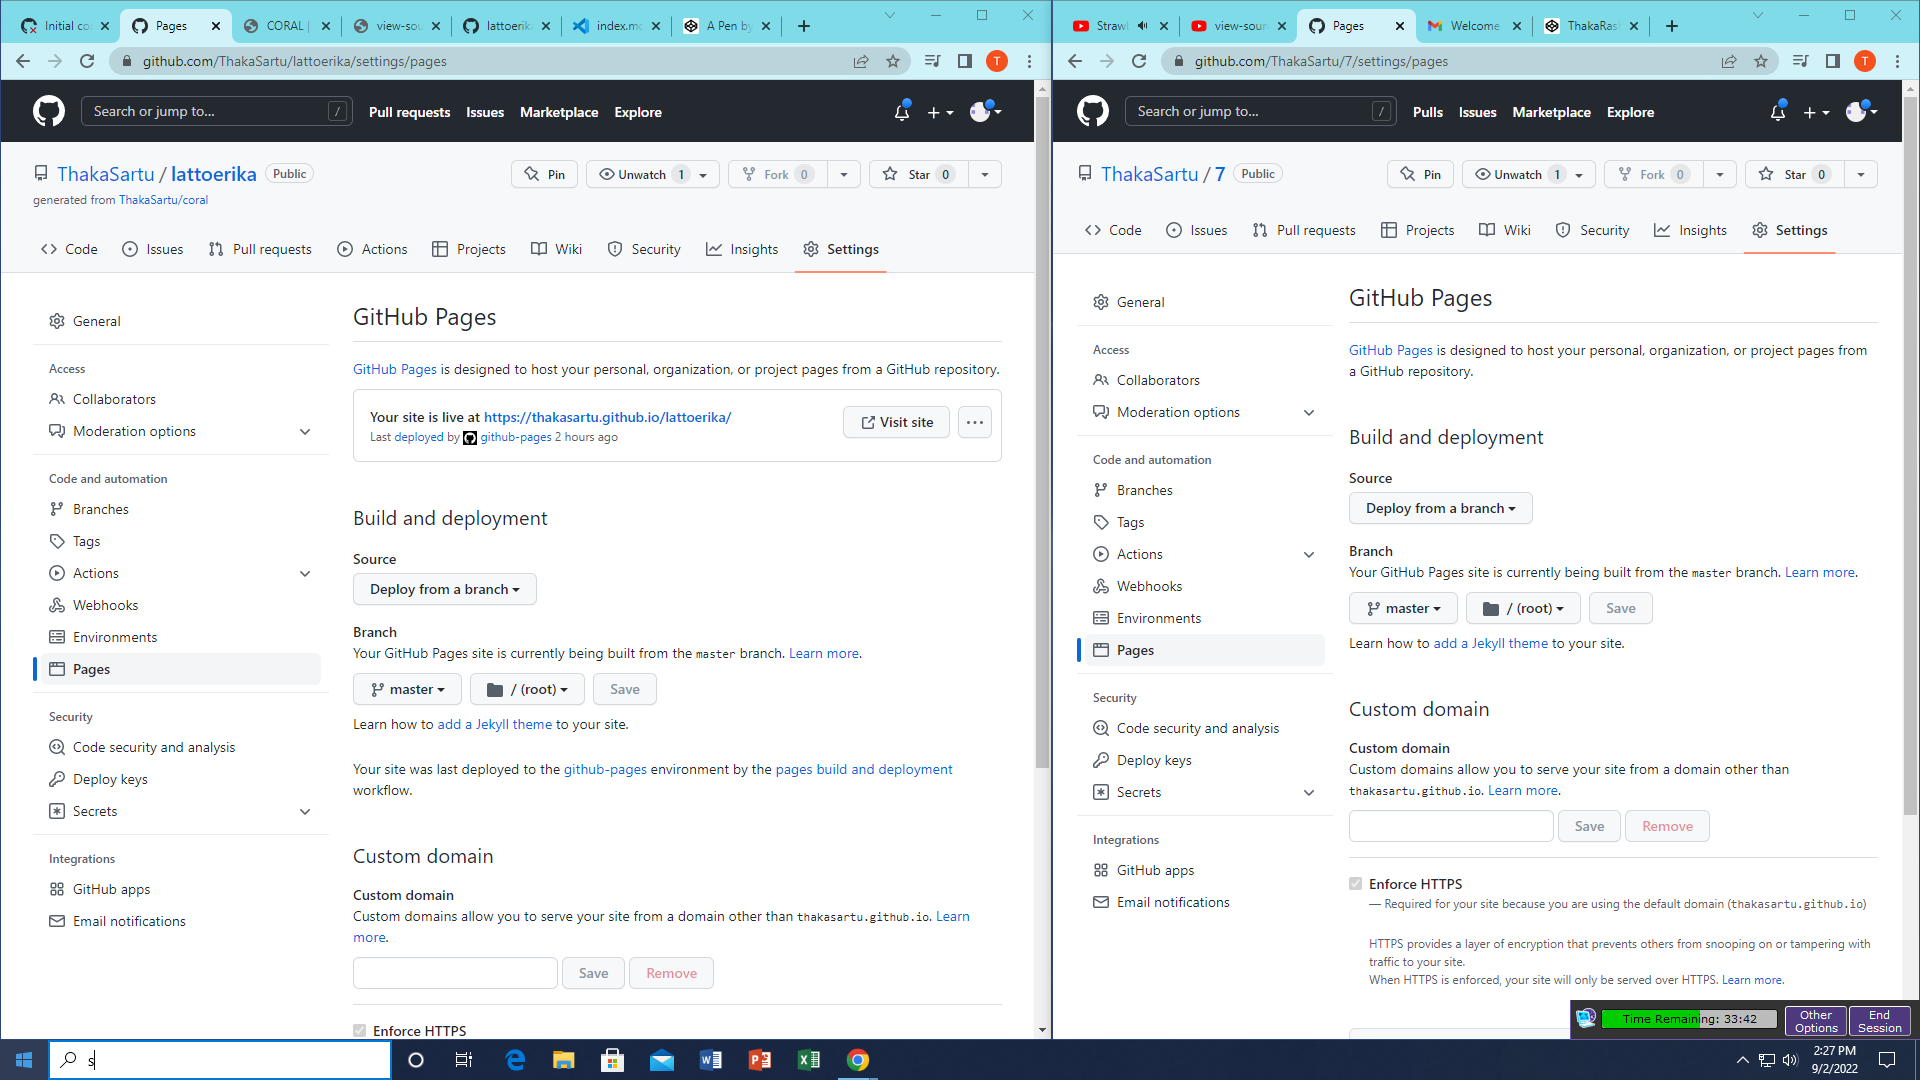 Initial co
Pages
CORAL |
view-sou
lattoerika
index.md
A Pen by
github.com/ThakaSartu/lattoerika/settings/pages
T
Search or jump to...
/
Pull requests
Issues
Marketplace
Explore
ThakaSartu / lattoerika
Public
generated from ThakaSartu/coral
Pin
Unwatch 1
Fork 0
Star 0
Code
Issues
Pull requests
Actions
Projects
Wiki
Security
Insights
Settings
General
Access
Collaborators
Moderation options
Code and automation
Branches
Tags
Actions
Webhooks
Environments
Pages
Security
Code security and analysis
Deploy keys
Secrets
Integrations
GitHub apps
Email notifications
GitHub Pages
GitHub Pages is designed to host your personal, organization, or project pages from a GitHub repository.
Your site is live at https://thakasartu.github.io/lattoerika/
Last deployed by github-pages 2 hours ago
Visit site
Build and deployment
Source
Deploy from a branch
Branch
Your GitHub Pages site is currently being built from the master branch. Learn more.
master
/ (root)
Save
Learn how to add a Jekyll theme to your site.
Your site was last deployed to the github-pages environment by the pages build and deployment
workflow.
Custom domain
Custom domain
Custom domains allow you to serve your site from a domain other than thakasartu.github.io. Learn
more.
Save
Remove
Enforce HTTPS
Strawl
view-sour
Pages
Welcome
ThakaRas
github.com/ThakaSartu/7/settings/pages
T
Search or jump to...
/
Pulls
Issues
Marketplace
Explore
ThakaSartu / 7
Public
Pin
Unwatch 1
Fork 0
Star 0
Code
Issues
Pull requests
Projects
Wiki
Security
Insights
Settings
General
Access
Collaborators
Moderation options
Code and automation
Branches
Tags
Actions
Webhooks
Environments
Pages
Security
Code security and analysis
Deploy keys
Secrets
Integrations
GitHub apps
Email notifications
GitHub Pages
GitHub Pages is designed to host your personal, organization, or project pages from
a GitHub repository.
Build and deployment
Source
Deploy from a branch
Branch
Your GitHub Pages site is currently being built from the master branch. Learn more.
master
/ (root)
Save
Learn how to add a Jekyll theme to your site.
Custom domain
Custom domain
Custom domains allow you to serve your site from a domain other than
thakasartu.github.io. Learn more.
Save
Remove
Enforce HTTPS
— Required for your site because you are using the default domain (thakasartu.github.io)
HTTPS provides a layer of encryption that prevents others from snooping on or tampering with
traffic to your site.
When HTTPS is enforced, your site will only be served over HTTPS. Learn more.
Time Remaining: 33:42
Other
Options
End
Session
s
2:27 PM
9/2/2022